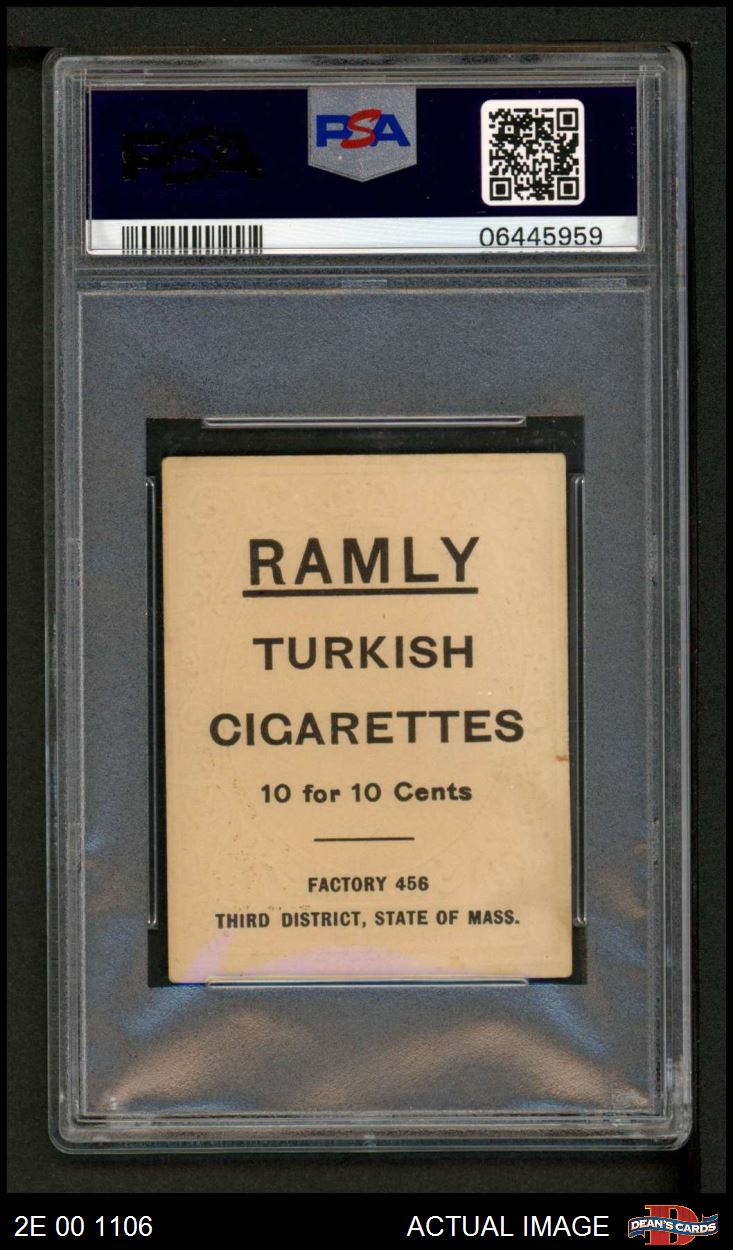 PSA
PSA
06445959
RAMLY
TURKISH
CIGARETTES
10 for 10 Cents
FACTORY 456
THIRD DISTRICT, STATE OF MASS.
2E 00 1106
ACTUAL IMAGE
DEAN'S CARDS